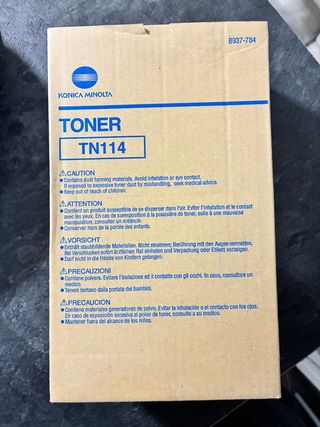 8937-784
KONICA MINOLTA
TONER
TN114
⚠CAUTION
● Contains dust forming materials. Avoid inhalation or eye contact.
If exposed to excessive toner dust by mishandling, seek medical advice.
● Keep out of reach of children.
⚠ATTENTION
● Contient un produit susceptible de se disperser dans l'air. Evitez l'inhalation et le contact
avec les yeux. En cas de surexposition à la poussière de toner, suite à une mauvaise
manipulation, consulter un médecin.
● Conserver hors de la portée des enfants.
⚠VORSICHT
● Enthält staubbildende Materialien. Nicht einatmen; Berührung mit den Augen vermeiden.
Bei Verschlucken sofort ärztlichen Rat einholen und Verpackung oder Etikett vorzeigen.
● Darf nicht in die Hände von Kindern gelangen.
⚠PRECAUZIONI
● Contiene polvere. Evitare l'inalazione ed il contatto con gli occhi. In caso, consultare un
medico.
● Tenere lontano dalla portata dei bambini.
⚠PRECAUCION
● Contiene materiales generadores de polvo. Evitar la inhalación o el contacto con los ojos.
En caso de exposición excesiva al polvo de toner, consulte a su medico.
● Mantener fuera del alcance de los niños.